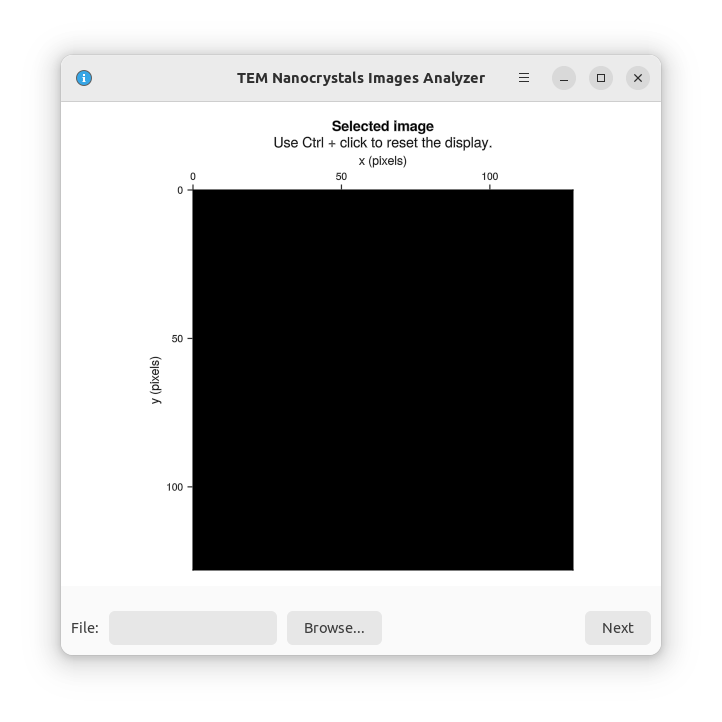 TEM Nanocrystals Images Analyzer
Selected image
Use Ctrl + click to reset the display.
x (pixels)
0 50 100
0
50
y (pixels)
100
File: Browse... Next